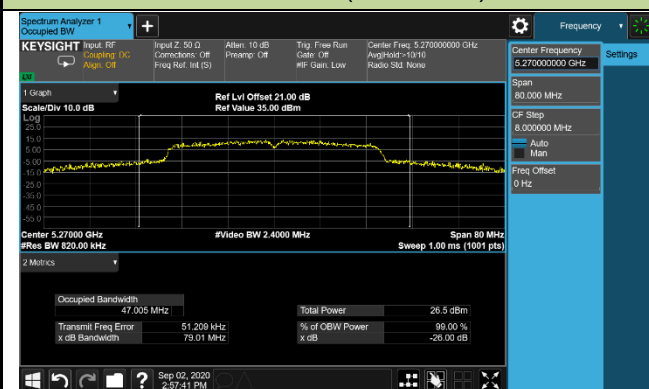 Spectrum Analyzer 1
Occupied BW
Frequency
KEYSIGHT
Input: RF
Coupling: DC
Align: Off
Input Z: 50 Ω
Corrections: Off
Freq Ref: Int (S)
Atten: 10 dB
Preamp: Off
Trig: Free Run
Gate: Off
#IF Gain: Low
Center Freq: 5.270000000 GHz
Avg|Hold:>10/10
Radio Std: None
Center Frequency
5.270000000 GHz
Settings
Span
80.000 MHz
CF Step
8.000000 MHz
Auto
Man
Freq Offset
0 Hz
1 Graph
Scale/Div 10.0 dB
Ref Lvl Offset 21.00 dB
Ref Value 35.00 dBm
Log
25.0
15.0
5.00
-5.00
-15.0
-25.0
-35.0
-45.0
-55.0
Center 5.27000 GHz
#Video BW 2.4000 MHz
Span 80 MHz
#Res BW 820.00 kHz
Sweep 1.00 ms (1001 pts)
2 Metrics
Occupied Bandwidth
47.005 MHz
Total Power 26.5 dBm
Transmit Freq Error 51.209 kHz
% of OBW Power 99.00 %
x dB Bandwidth 79.01 MHz
x dB -26.00 dB
?
Sep 02, 2020
2:57:41 PM